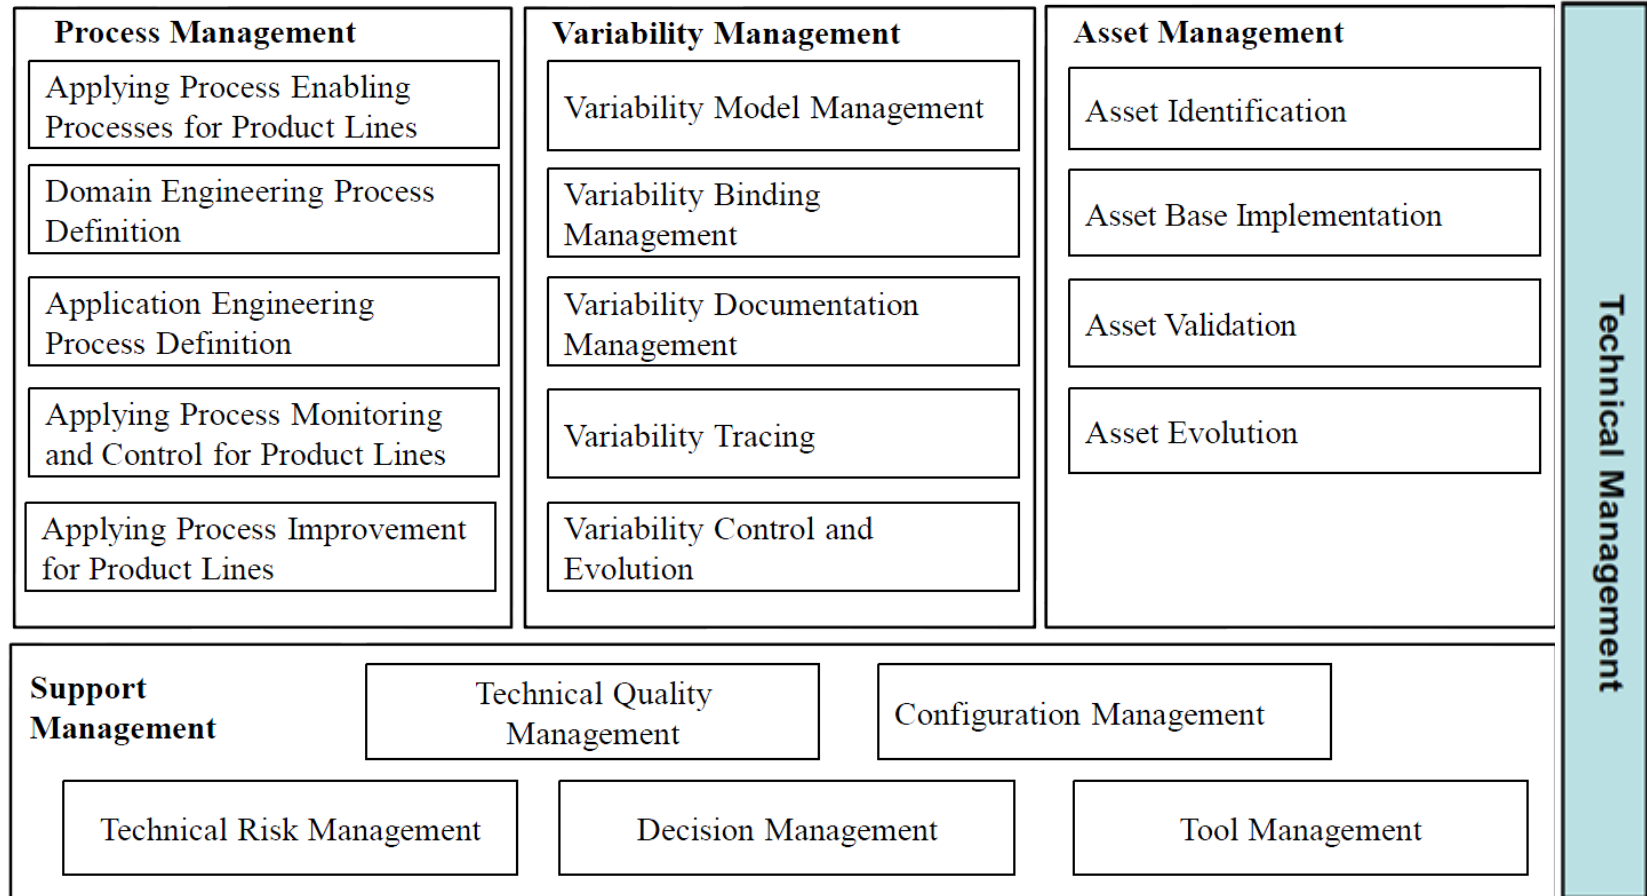 Process Management
Applying Process Enabling
Processes for Product Lines
Domain Engineering Process
Definition
Application Engineering
Process Definition
Applying Process Monitoring
and Control for Product Lines
Applying Process Improvement
for Product Lines
Variability Management
Variability Model Management
Variability Binding
Management
Variability Documentation
Management
Variability Tracing
Variability Control and
Evolution
Asset Management
Asset Identification
Asset Base Implementation
Asset Validation
Asset Evolution
Technical Management
Support
Management
Technical Quality
Management
Configuration Management
Technical Risk Management
Decision Management
Tool Management